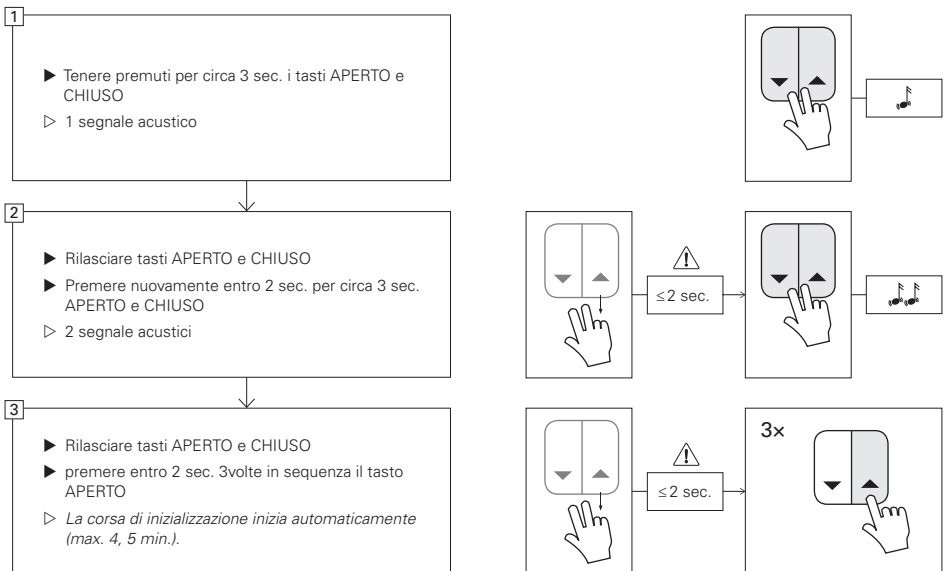 1
▶ Tenere premuti per circa 3 sec. i tasti APERTO e
CHIUSO
▷ 1 segnale acustico
2
▶ Rilasciare tasti APERTO e CHIUSO
▶ Premere nuovamente entro 2 sec. per circa 3 sec.
APERTO e CHIUSO
▷ 2 segnale acustici
≤2 sec.
3
▶ Rilasciare tasti APERTO e CHIUSO
▶ premere entro 2 sec. 3volte in sequenza il tasto
APERTO
▷ La corsa di inizializzazione inizia automaticamente
(max. 4, 5 min.).
≤2 sec.
3×